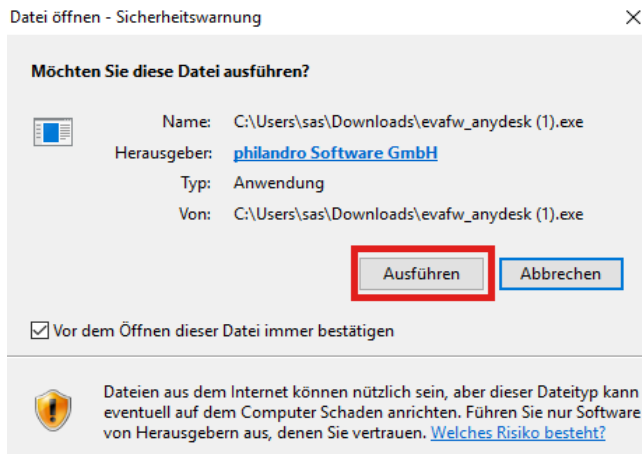 Datei öffnen - Sicherheitswarnung
Möchten Sie diese Datei ausführen?
Name: C:\Users\sas\Downloads\evafw_anydesk (1).exe
Herausgeber: philandro Software GmbH
Typ: Anwendung
Von: C:\Users\sas\Downloads\evafw_anydesk (1).exe
Ausführen Abbrechen
Vor dem Öffnen dieser Datei immer bestätigen
Dateien aus dem Internet können nützlich sein, aber dieser Dateityp kann
eventuell auf dem Computer Schaden anrichten. Führen Sie nur Software
von Herausgebern aus, denen Sie vertrauen. Welches Risiko besteht?